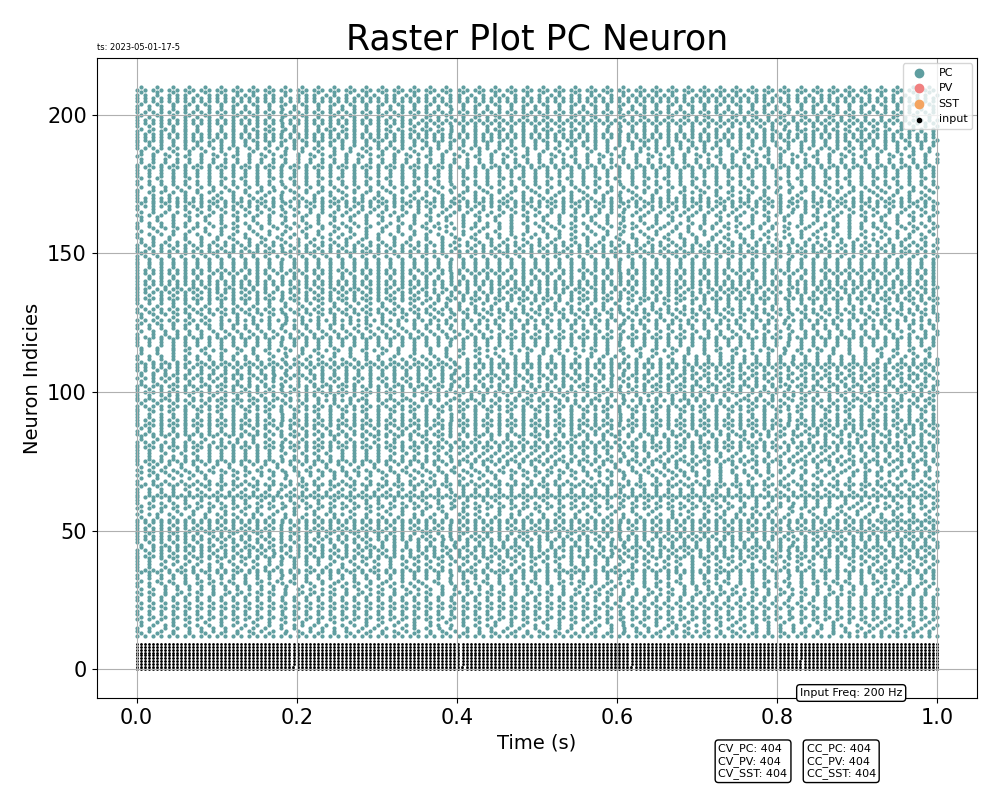 Raster Plot PC Neuron
ts: 2023-05-01-17-5
PC
PV
SST
input
200
150
100
50
0
Neuron Indicies
0.0 0.2 0.4 0.6 0.8 1.0
Time (s)
Input Freq: 200 Hz
CV_PC: 404
CV_PV: 404
CV_SST: 404
CC_PC: 404
CC_PV: 404
CC_SST: 404